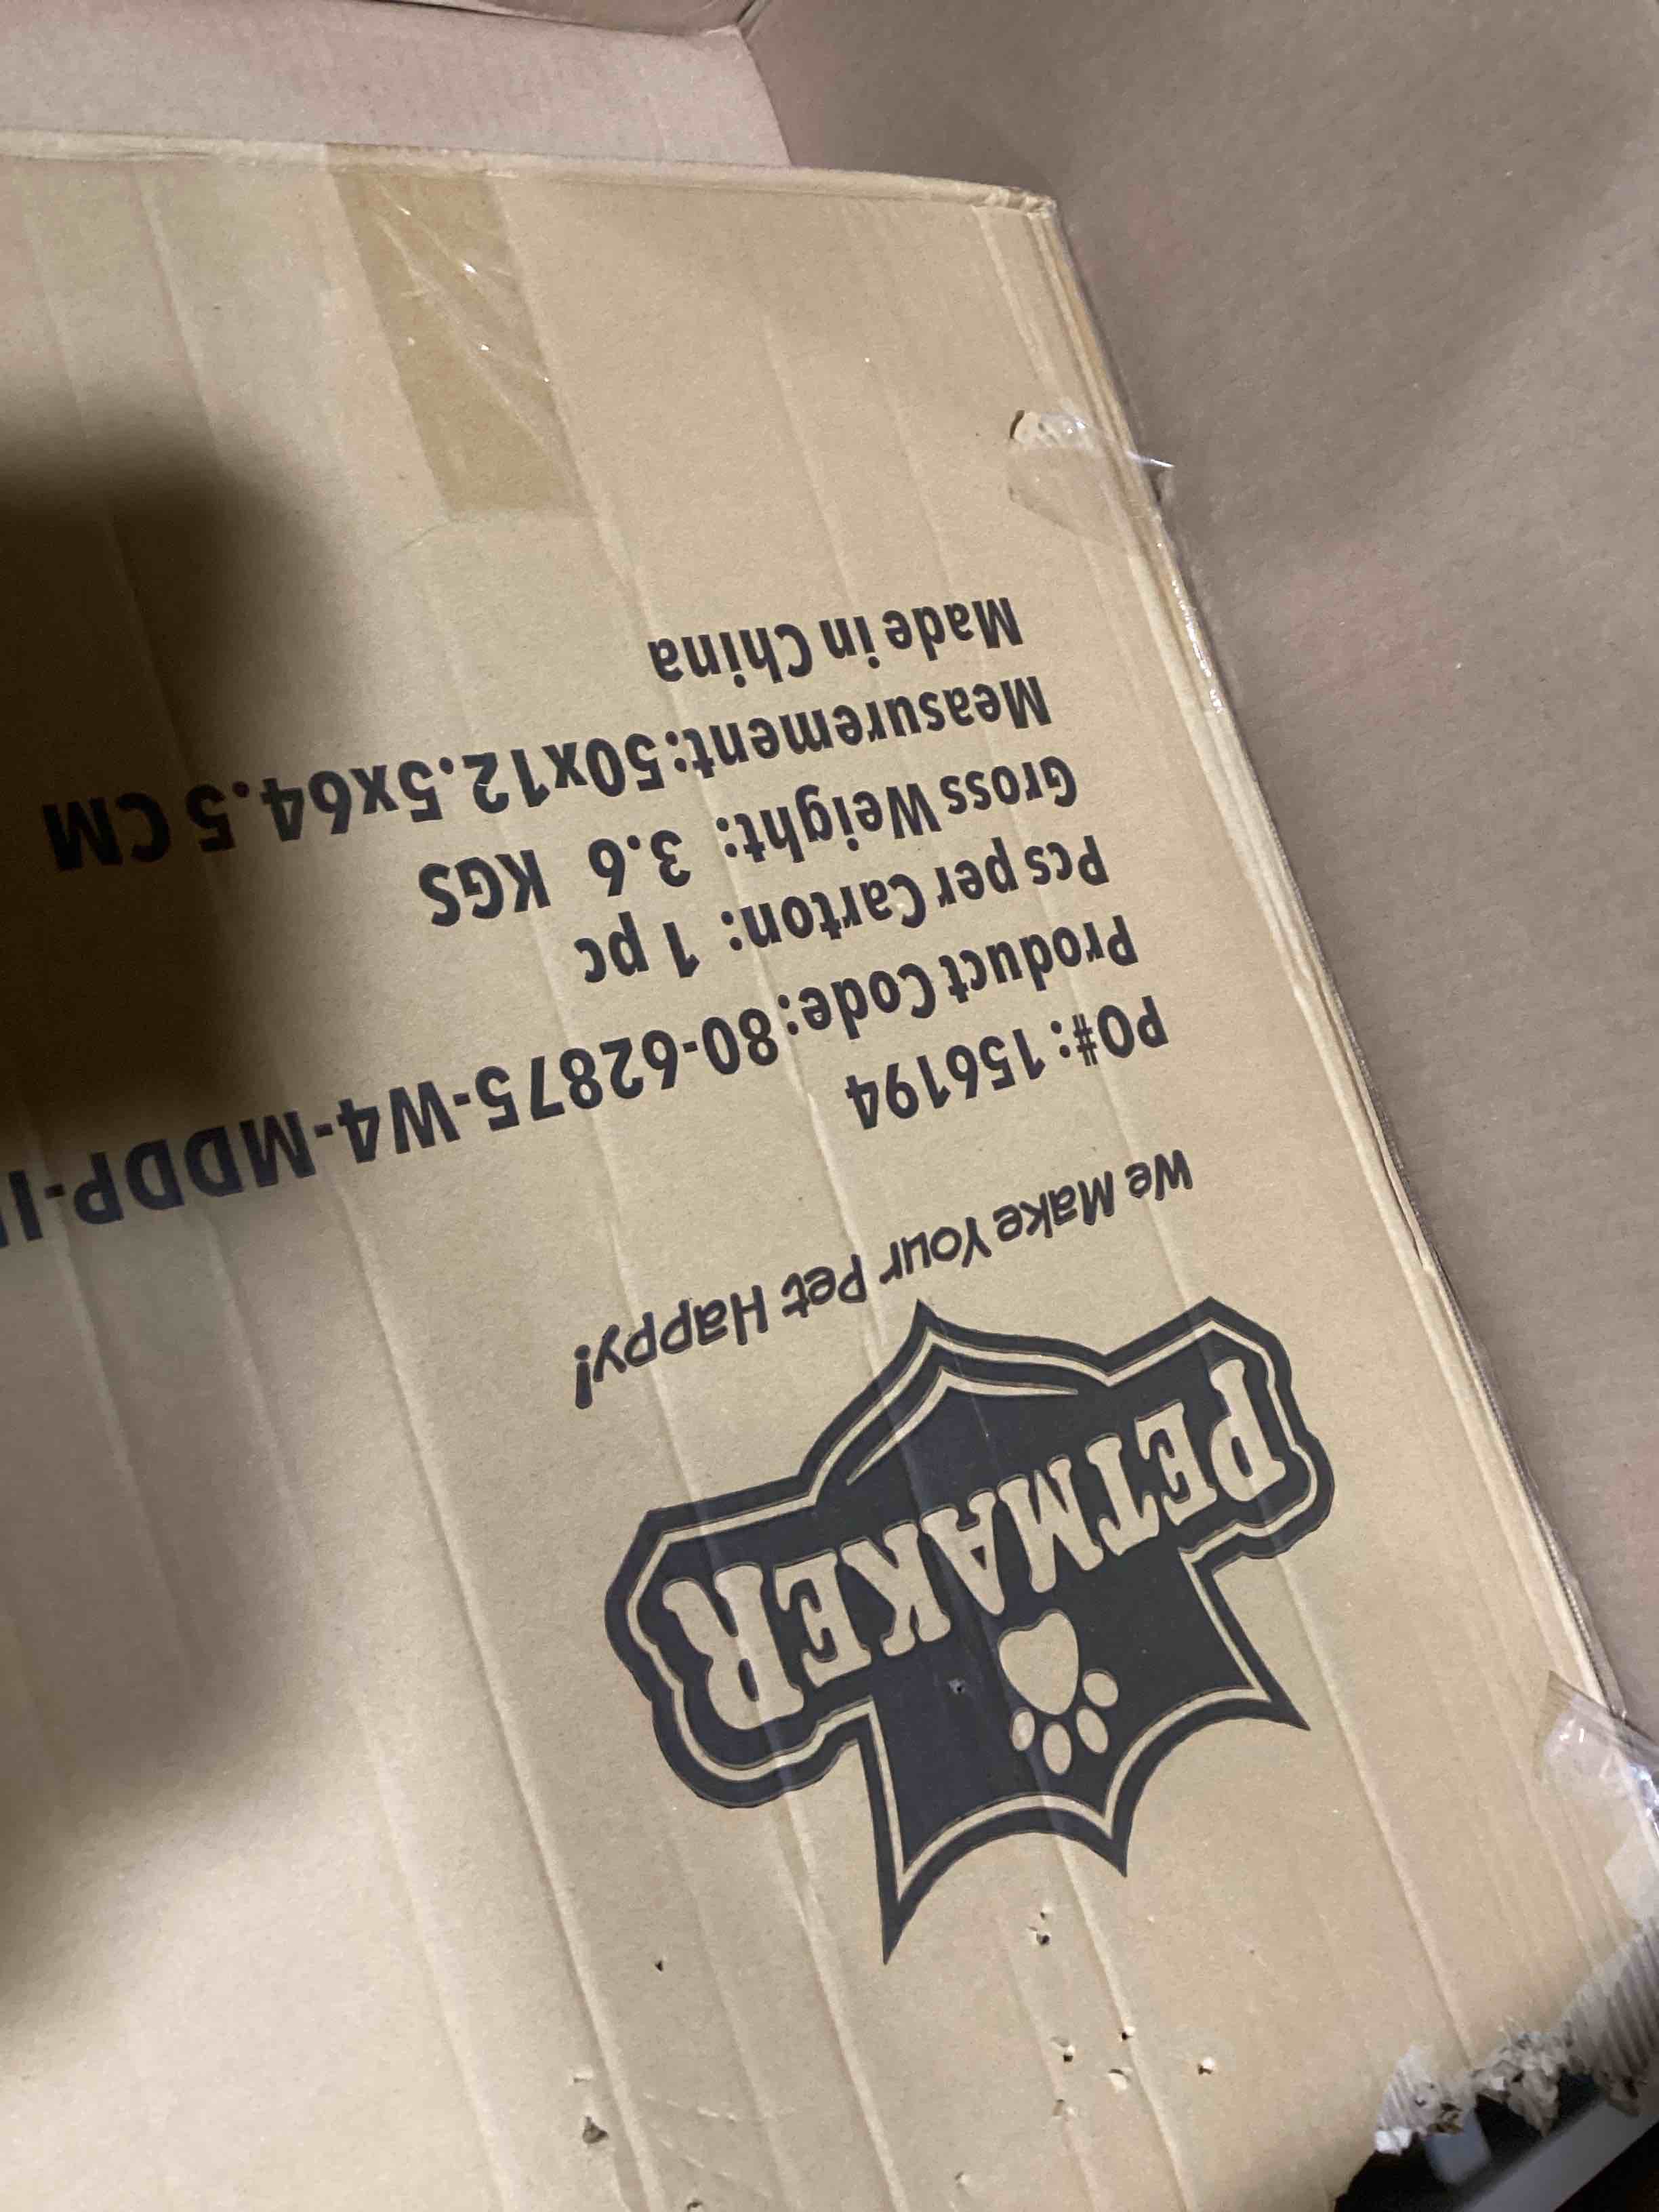 PETMAKER
We Make Your Pet Happy!
PO#: 156194
Product Code: 80-62875-W4-MDDP-
Pcs per Carton: 1 pc
Gross Weight: 3.6 KGS
Measurement:50x12.5x64.5 CM
Made in China